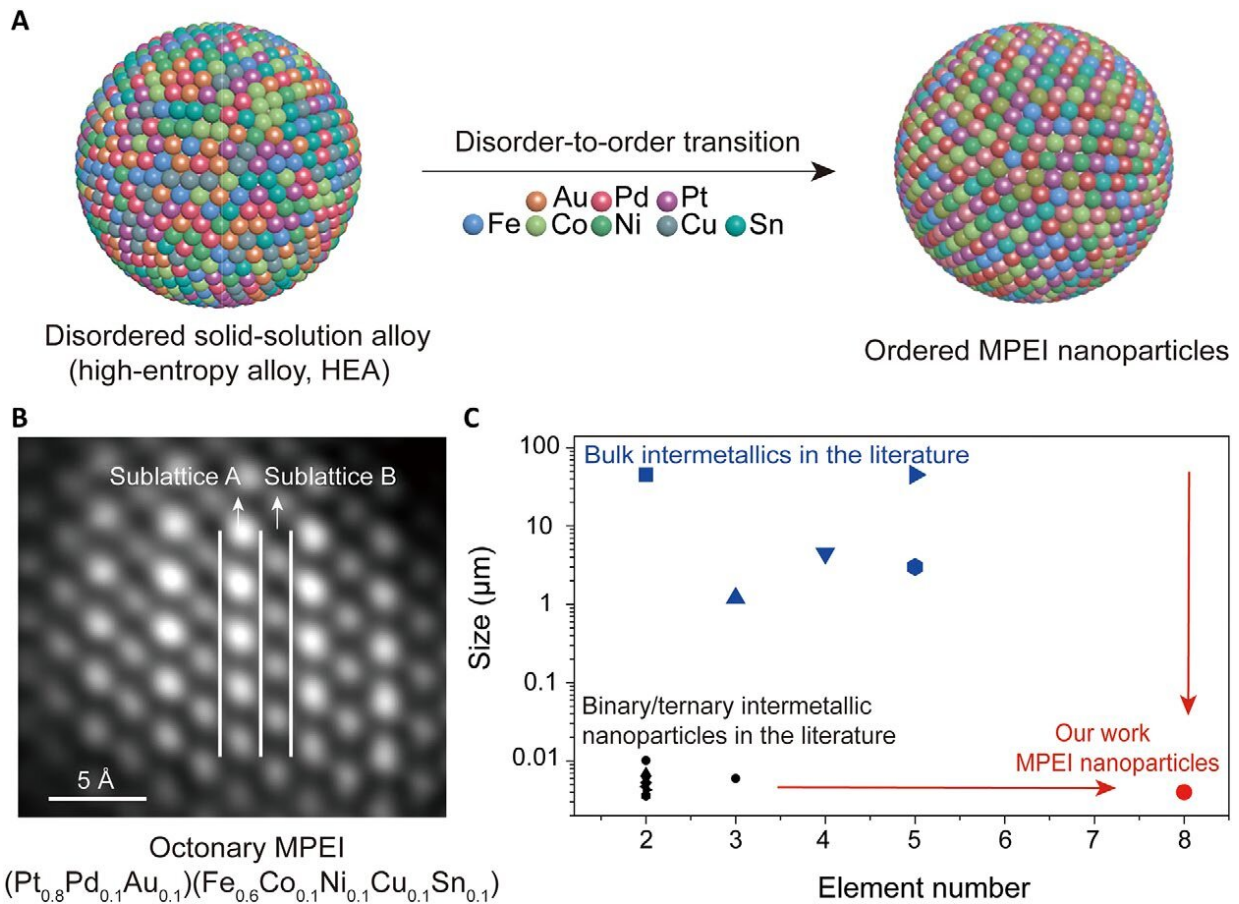 A
Disorder-to-order transition
Au Pd Pt
Fe Co Ni Cu Sn
Disordered solid-solution alloy
(high-entropy alloy, HEA)
Ordered MPEI nanoparticles
B
Sublattice A Sublattice B
5 Å
Octonary MPEI
(Pt0.8Pd0.1Au0.1)(Fe0.6Co0.1Ni0.1Cu0.1Sn0.1)
C
Size (µm)
100
10
1
0.1
0.01
Bulk intermetallics in the literature
Binary/ternary intermetallic
nanoparticles in the literature
Our work
MPEI nanoparticles
2 3 4 5 6 7 8
Element number